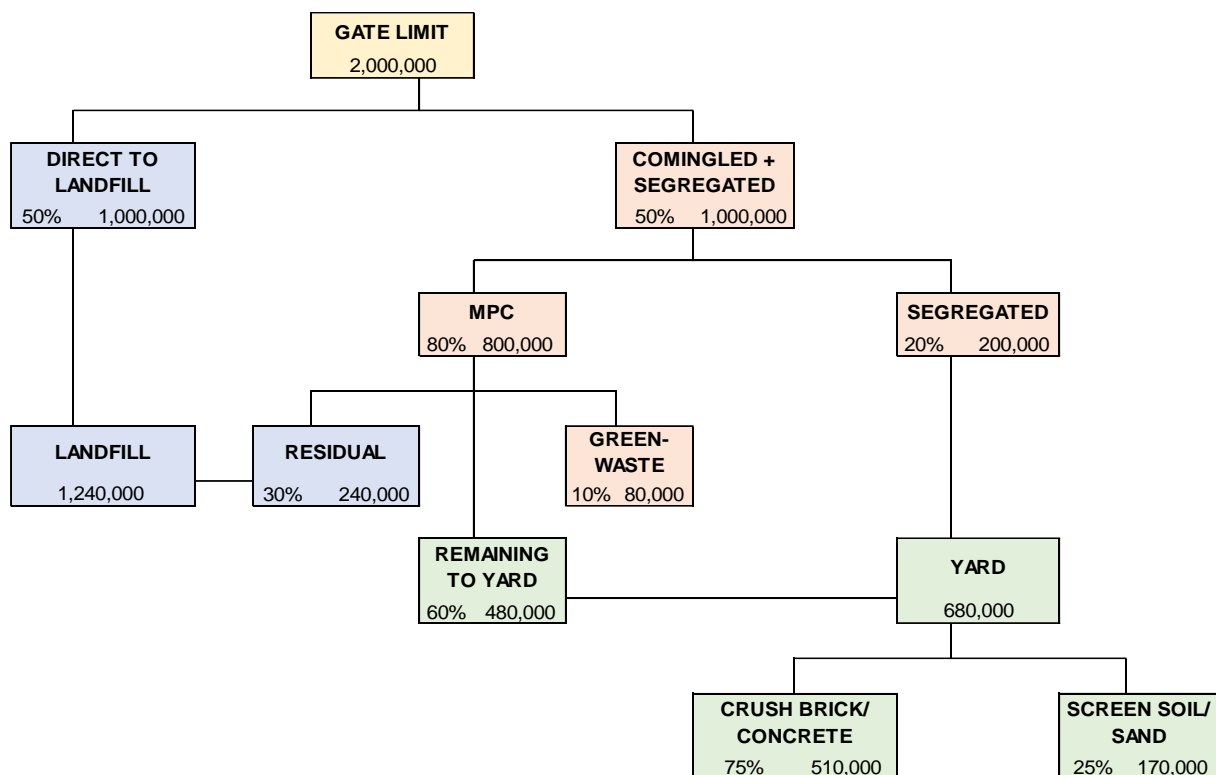 GATE LIMIT
2,000,000
DIRECT TO
LANDFILL
50% 1,000,000
COMINGLED +
SEGREGATED
50% 1,000,000
MPC
80% 800,000
SEGREGATED
20% 200,000
LANDFILL
1,240,000
RESIDUAL
30% 240,000
GREEN-
WASTE
10% 80,000
REMAINING
TO YARD
60% 480,000
YARD
680,000
CRUSH BRICK/
CONCRETE
75% 510,000
SCREEN SOIL/
SAND
25% 170,000